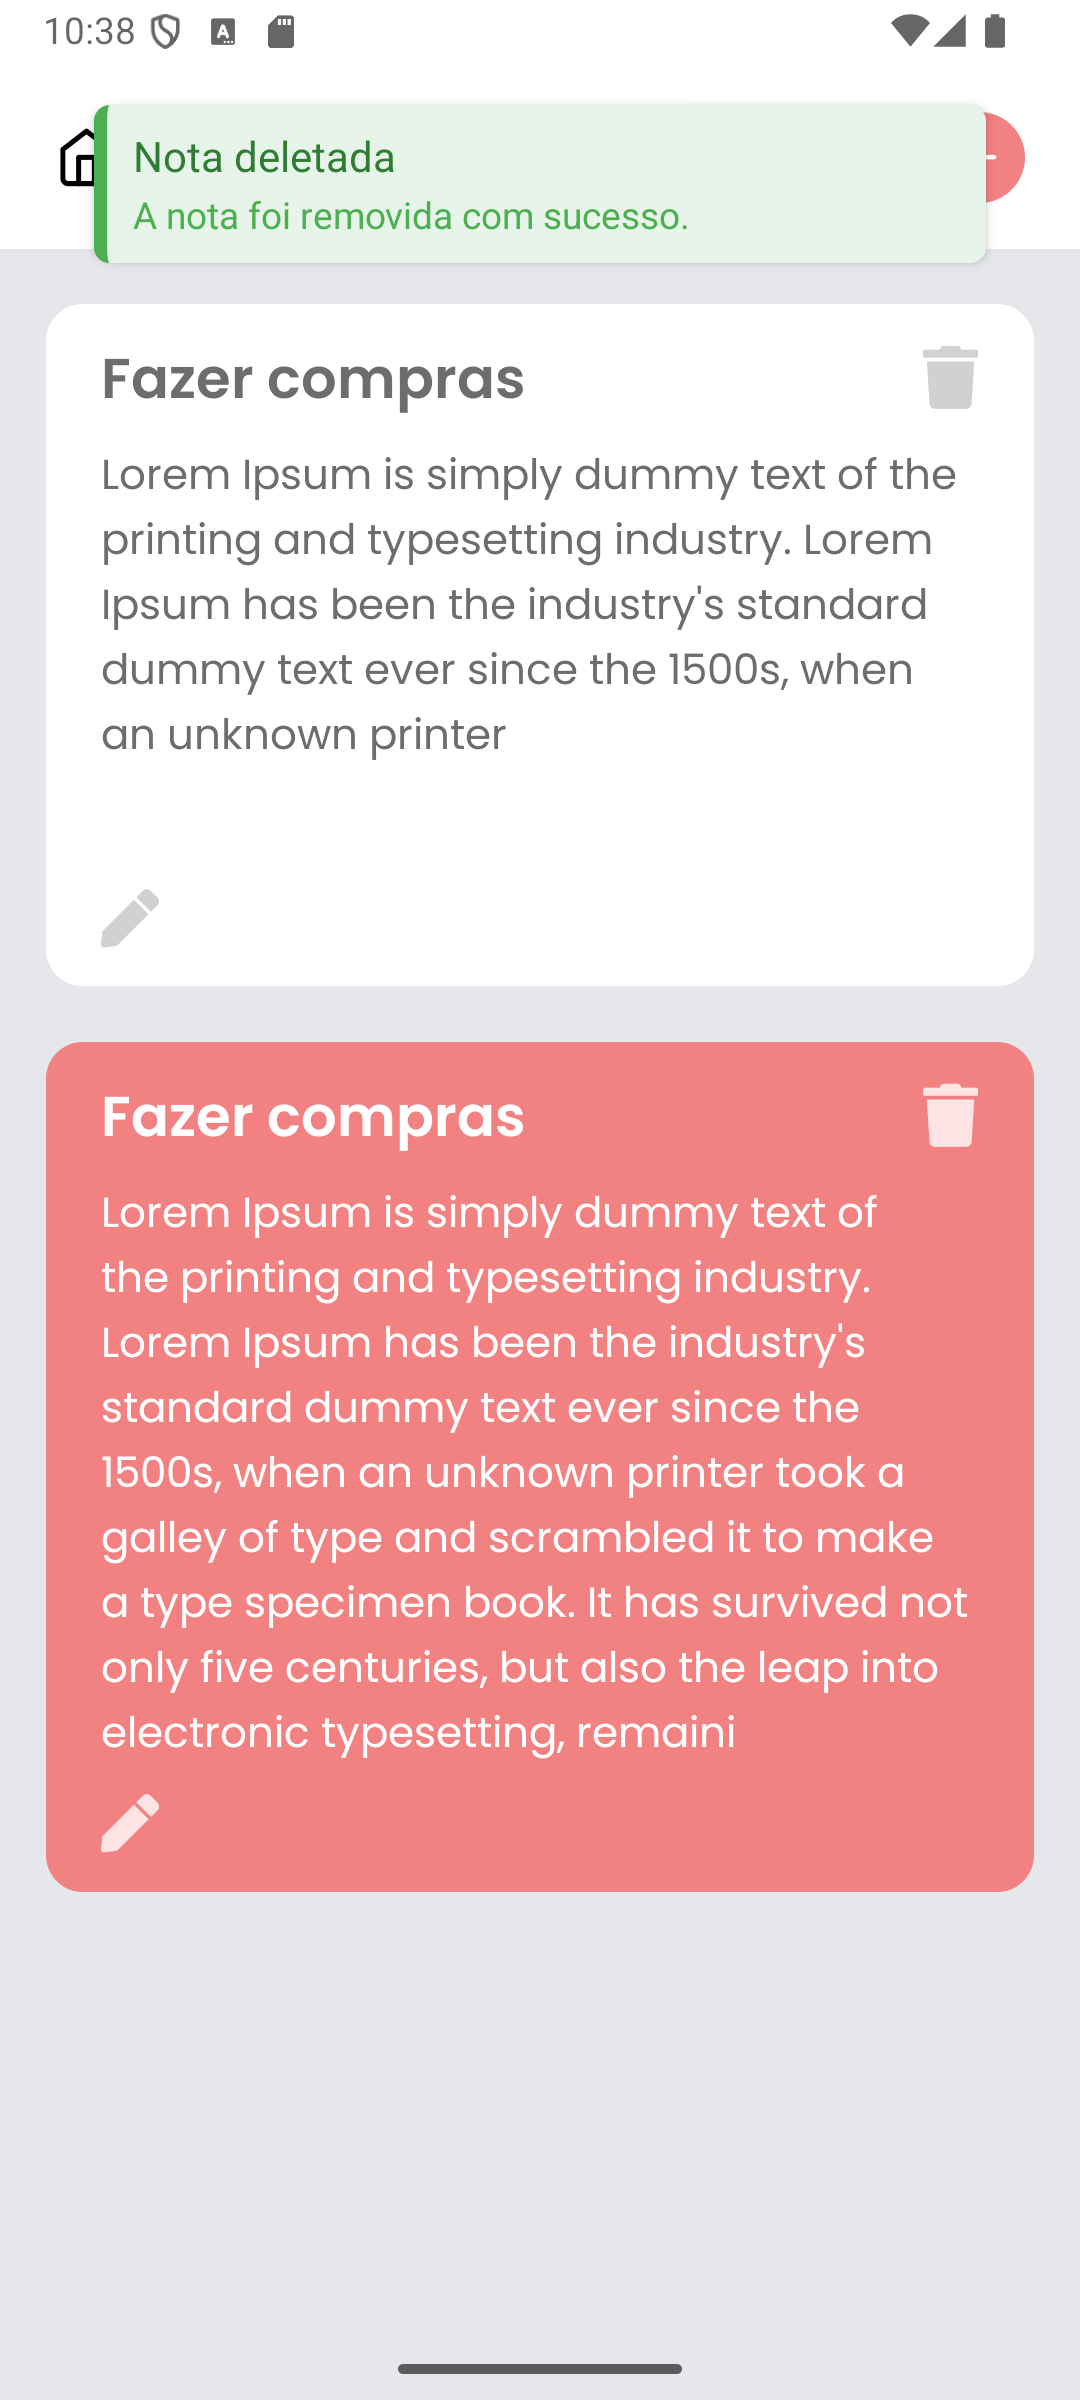 10:38
Nota deletada
A nota foi removida com sucesso.
Fazer compras
Lorem Ipsum is simply dummy text of the
printing and typesetting industry. Lorem
Ipsum has been the industry's standard
dummy text ever since the 1500s, when
an unknown printer
Fazer compras
Lorem Ipsum is simply dummy text of
the printing and typesetting industry.
Lorem Ipsum has been the industry's
standard dummy text ever since the
1500s, when an unknown printer took a
galley of type and scrambled it to make
a type specimen book. It has survived not
only five centuries, but also the leap into
electronic typesetting, remaini